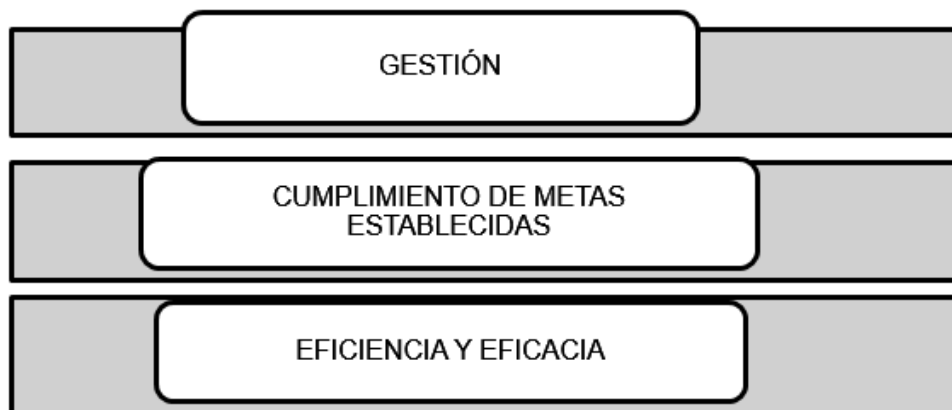 GESTIÓN
CUMPLIMIENTO DE METAS
ESTABLECIDAS
EFICIENCIA Y EFICACIA